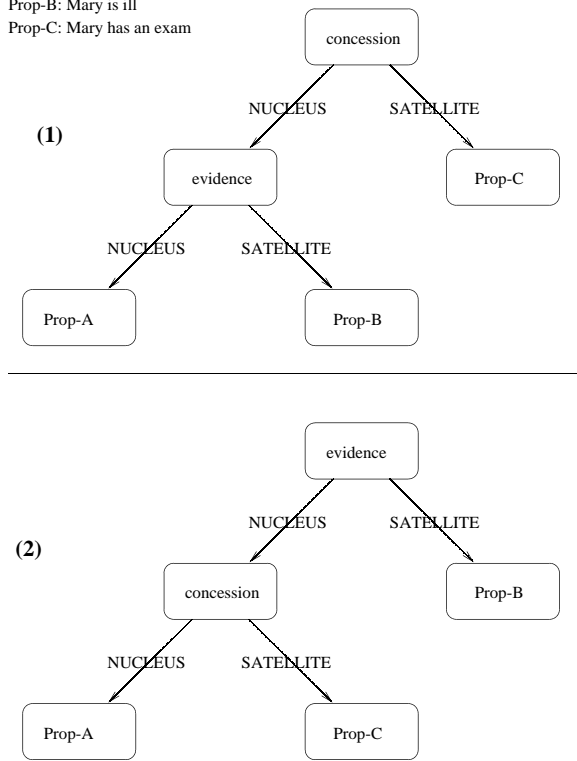 Prop-B: Mary is ill
Prop-C: Mary has an exam
concession
NUCLEUS SATELLITE
(1)
evidence Prop-C
NUCLEUS SATELLITE
Prop-A Prop-B
evidence
NUCLEUS SATELLITE
(2)
concession Prop-B
NUCLEUS SATELLITE
Prop-A Prop-C